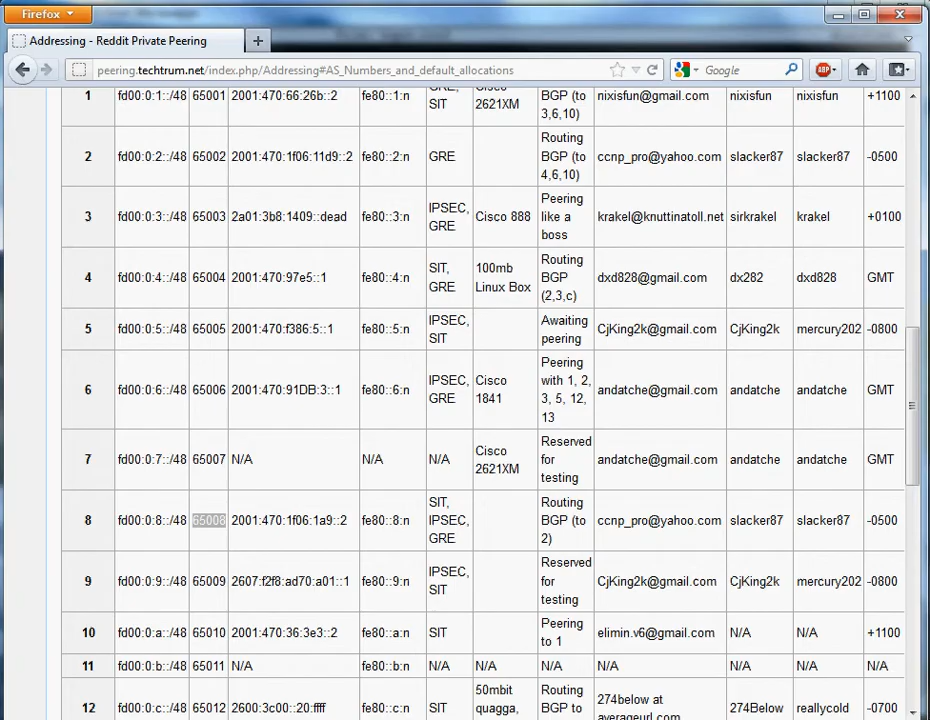 Firefox
Addressing - Reddit Private Peering
peering.techtrum.net/index.php/Addressing#AS_Numbers_and_default_allocations
Google
ABP
1 fd00:0:1::/48 65001 2001:470:66:26b::2 fe80::1:n GRE, SIT Cisco 2621XM BGP (to 3,6,10) nixisfun@gmail.com nixisfun nixisfun +1100
2 fd00:0:2::/48 65002 2001:470:1f06:11d9::2 fe80::2:n GRE Routing BGP (to 4,6,10) ccnp_pro@yahoo.com slacker87 slacker87 -0500
3 fd00:0:3::/48 65003 2a01:3b8:1409::dead fe80::3:n IPSEC, GRE Cisco 888 Peering like a boss krakel@knuttinatoll.net sirkrakel krakel +0100
4 fd00:0:4::/48 65004 2001:470:97e5::1 fe80::4:n SIT, GRE 100mb Linux Box Routing BGP (2,3,c) dxd828@gmail.com dx282 dxd828 GMT
5 fd00:0:5::/48 65005 2001:470:f386:5::1 fe80::5:n IPSEC, SIT Awaiting peering CjKing2k@gmail.com CjKing2k mercury202 -0800
6 fd00:0:6::/48 65006 2001:470:91DB:3::1 fe80::6:n IPSEC, GRE Cisco 1841 Peering with 1, 2, 3, 5, 12, 13 andatche@gmail.com andatche andatche GMT
7 fd00:0:7::/48 65007 N/A N/A N/A Cisco 2621XM Reserved for testing andatche@gmail.com andatche andatche GMT
8 fd00:0:8::/48 65008 2001:470:1f06:1a9::2 fe80::8:n SIT, IPSEC, GRE Routing BGP (to 2) ccnp_pro@yahoo.com slacker87 slacker87 -0500
9 fd00:0:9::/48 65009 2607:f2f8:ad70:a01::1 fe80::9:n IPSEC, SIT Reserved for testing CjKing2k@gmail.com CjKing2k mercury202 -0800
10 fd00:0:a::/48 65010 2001:470:36:3e3::2 fe80::a:n SIT Peering to 1 elimin.v6@gmail.com N/A N/A +1100
11 fd00:0:b::/48 65011 N/A fe80::b:n N/A N/A N/A N/A N/A N/A N/A
12 fd00:0:c::/48 65012 2600:3c00::20:ffff fe80::c:n SIT 50mbit quagga, Routing BGP to 274below at averageurl.com 274Below reallycold -0700